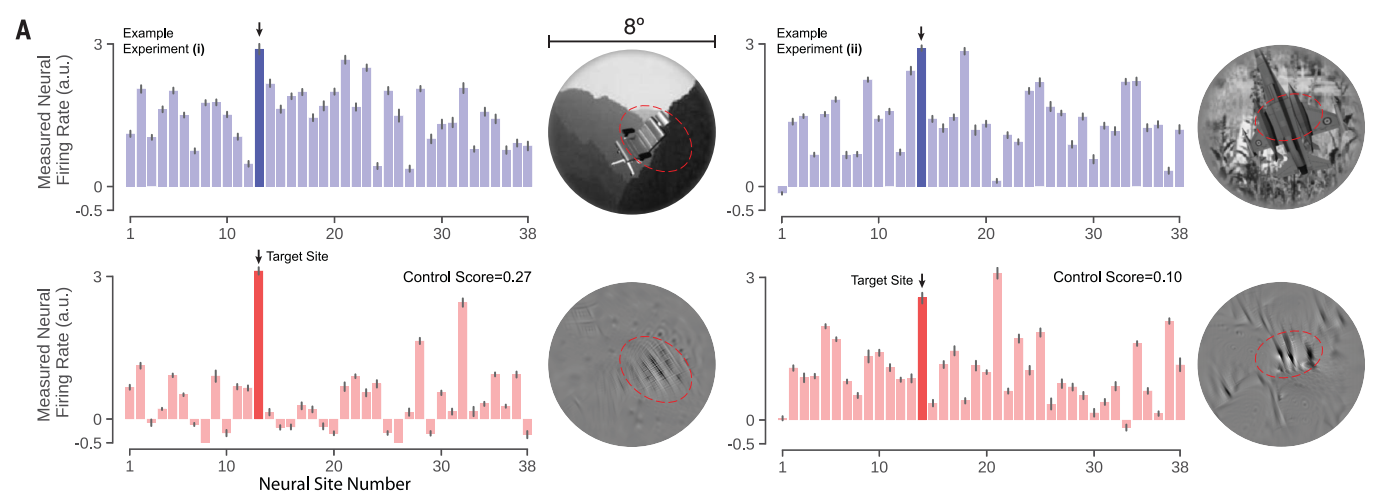 A
Example
Experiment (i)
Measured Neural
Firing Rate (a.u.)
3
0
-0.5
1
10
20
30
38
8º
Example
Experiment (ii)
3
0
-0.5
1
10
20
30
38
Measured Neural
Firing Rate (a.u.)
3
0
-0.5
Target Site
Control Score=0.27
1
10
20
30
38
Neural Site Number
3
0
-0.5
Target Site
Control Score=0.10
1
10
20
30
38